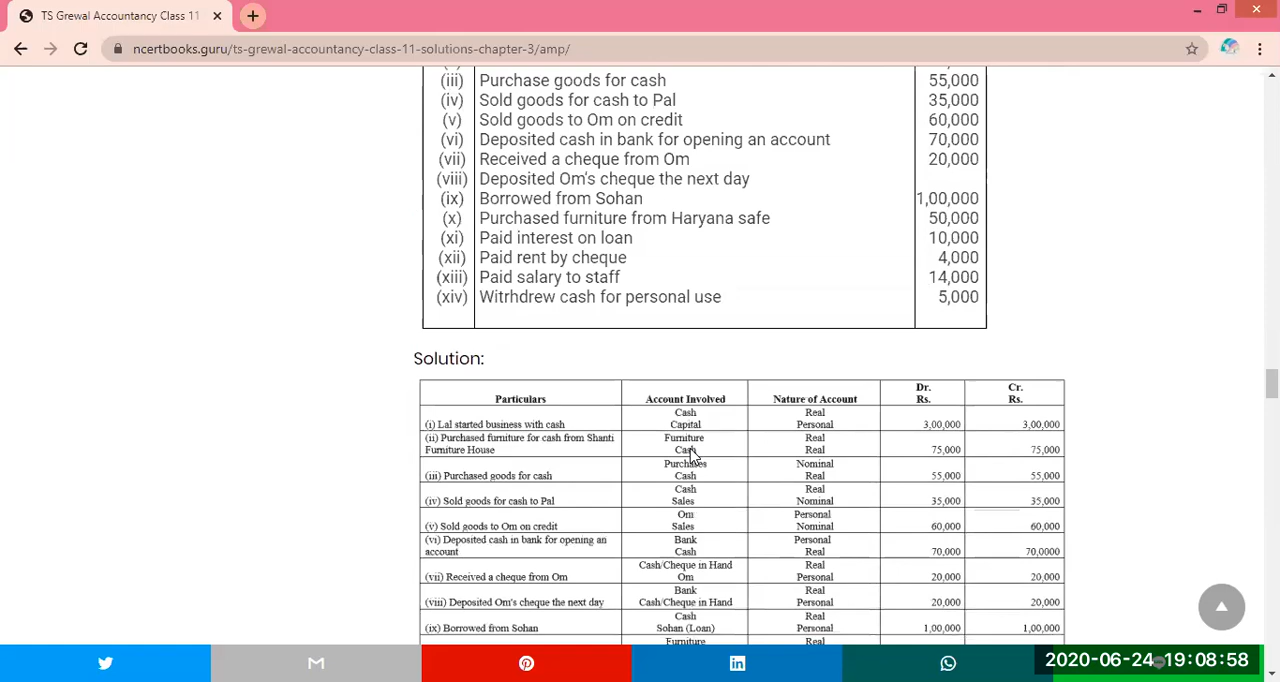 TS Grewal Accountancy Class 11
ncertbooks.guru/ts-grewal-accountancy-class-11-solutions-chapter-3/amp/
(iii) Purchase goods for cash 55,000
(iv) Sold goods for cash to Pal 35,000
(v) Sold goods to Om on credit 60,000
(vi) Deposited cash in bank for opening an account 70,000
(vii) Received a cheque from Om 20,000
(viii) Deposited Om's cheque the next day
(ix) Borrowed from Sohan 1,00,000
(x) Purchased furniture from Haryana safe 50,000
(xi) Paid interest on loan 10,000
(xii) Paid rent by cheque 4,000
(xiii) Paid salary to staff 14,000
(xiv) Witrhdrew cash for personal use 5,000
Solution:
Dr. Cr.
Particulars Account Involved Nature of Account Rs. Rs.
Cash Real
(i) Lal started business with cash Capital Personal 3,00,000 3,00,000
(ii) Purchased furniture for cash from Shanti Furniture Real
Furniture House Cash Real 75,000 75,000
Purchases Nominal
(iii) Purchased goods for cash Cash Real 55,000 55,000
Cash Real
(iv) Sold goods for cash to Pal Sales Nominal 35,000 35,000
Om Personal
(v) Sold goods to Om on credit Sales Nominal 60,000 60,000
(vi) Deposited cash in bank for opening an Bank Personal
account Cash Real 70,000 70,0000
Cash/Cheque in Hand Real
(vii) Received a cheque from Om Om Personal 20,000 20,000
Bank Real
(viii) Deposited Om's cheque the next day Cash/Cheque in Hand Personal 20,000 20,000
Cash Real
(ix) Borrowed from Sohan Sohan (Loan) Personal 1,00,000 1,00,000
Furniture Real
2020-06-24 19:08:58